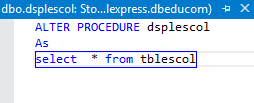 dbo.dsplescol: Sto...lexpress.dbeducom)
ALTER PROCEDURE dsplescol
As
select * from tblescol